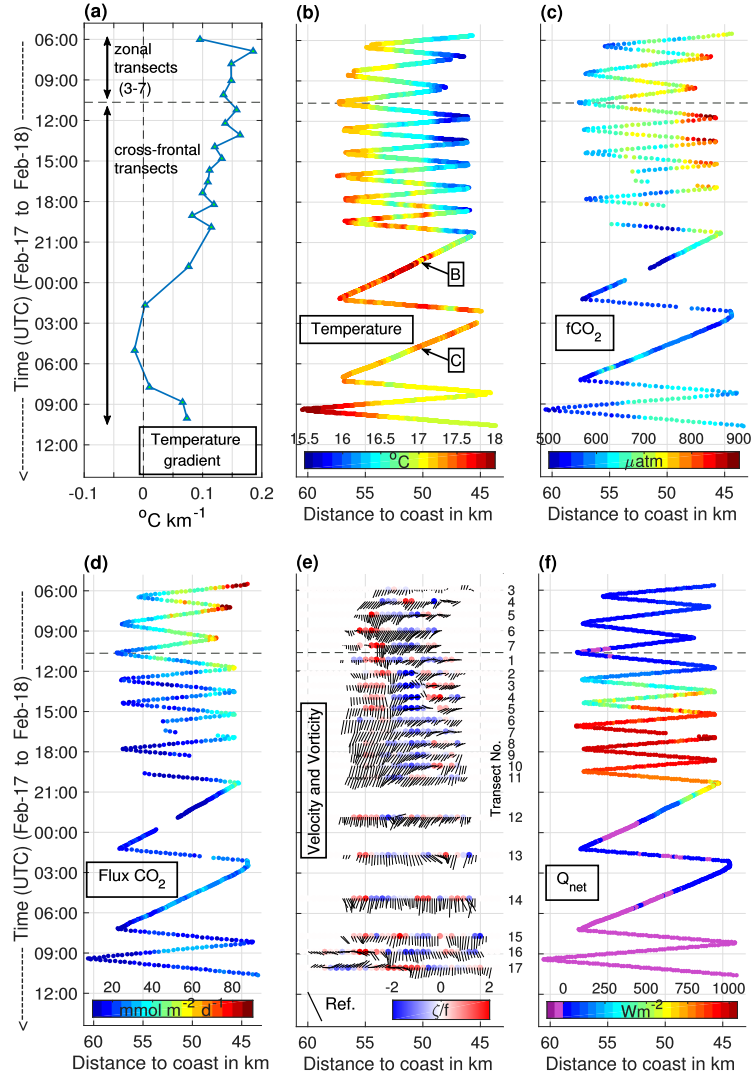 (a)
(b)
(c)
<------------ Time (UTC) (Feb-17 to Feb-18) ------------
06:00
09:00
12:00
15:00
18:00
21:00
00:00
03:00
06:00
09:00
12:00
zonal
transects
(3-7)
cross-frontal
transects
Temperature
gradient
-0.1
0
0.1
0.2
°C km⁻¹
B
C
Temperature
15.5
16
16.5
17
17.5
18
°C
60
55
50
45
Distance to coast in km
fCO₂
500
600
700
800
900
μatm
60
55
50
45
Distance to coast in km
(d)
(e)
(f)
<------------ Time (UTC) (Feb-17 to Feb-18) ------------
06:00
09:00
12:00
15:00
18:00
21:00
00:00
03:00
06:00
09:00
12:00
Flux CO₂
20
40
60
80
mmol m⁻² d⁻¹
60
55
50
45
Distance to coast in km
Velocity and Vorticity
3
4
5
6
7
1
2
3
4
5
6
7
8
9
10
11
12
13
14
15
16
17
Transect No.
Ref.
-2
0
2
ζ/f
60
55
50
45
Distance to coast in km
Qnet
0
250
500
750
1000
Wm⁻²
60
55
50
45
Distance to coast in km